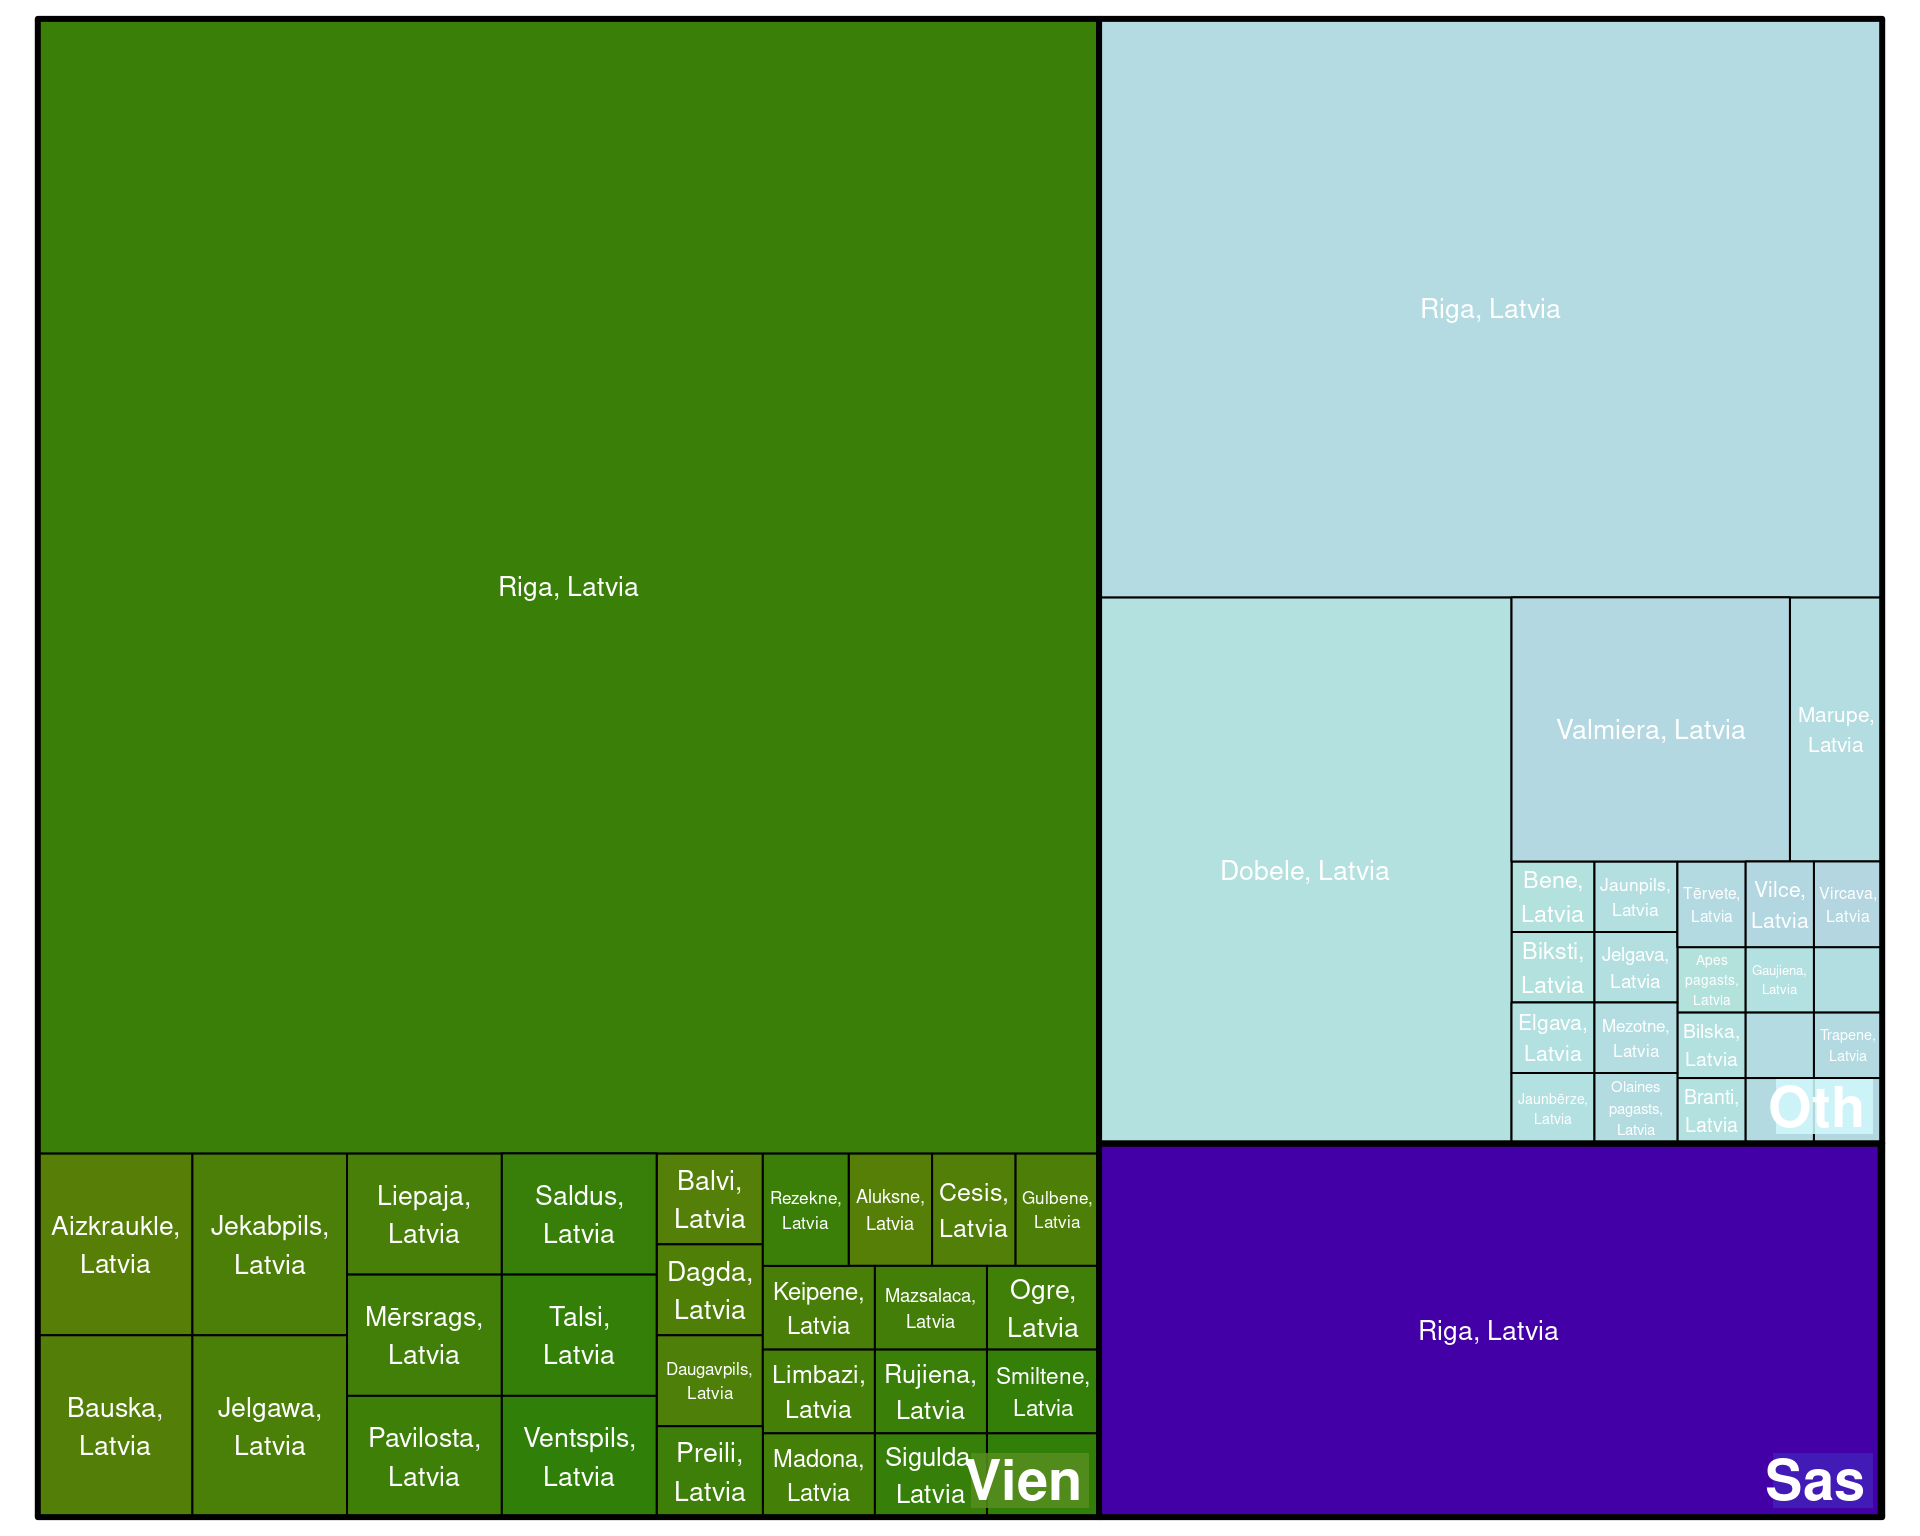 Riga, Latvia
Aizkraukle,
Latvia
Bauska,
Latvia
Jekabpils,
Latvia
Jelgawa,
Latvia
Liepaja,
Latvia
Mērsrags,
Latvia
Pavilosta,
Latvia
Saldus,
Latvia
Talsi,
Latvia
Ventspils,
Latvia
Balvi,
Latvia
Dagda,
Latvia
Daugavpils,
Latvia
Preili,
Latvia
Rezekne,
Latvia
Aluksne,
Latvia
Cesis,
Latvia
Gulbene,
Latvia
Keipene,
Latvia
Limbazi,
Latvia
Madona,
Latvia
Mazsalaca,
Latvia
Rujiena,
Latvia
Sigulda,
Latvia
Ogre,
Latvia
Smiltene,
Latvia
Vien
Riga, Latvia
Dobele, Latvia
Valmiera, Latvia
Marupe,
Latvia
Bene,
Latvia
Biksti,
Latvia
Elgava,
Latvia
Jaunbērze,
Latvia
Jaunpils,
Latvia
Jelgava,
Latvia
Mezotne,
Latvia
Olaines
pagasts,
Latvia
Tērvete,
Latvia
Vilce,
Latvia
Vircava,
Latvia
Apes
pagasts,
Latvia
Bilska,
Latvia
Branti,
Latvia
Gaujiena,
Latvia
Trapene,
Latvia
Oth
Riga, Latvia
Sas